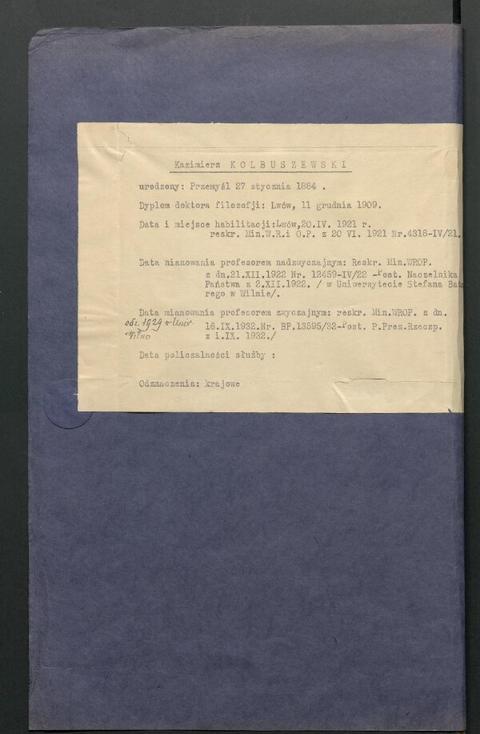 Kazimierz KOLBUSZEWSKI
urodzony: Przemyśl 27 stycznia 1884 .
Dyplom doktora filozofji: Lwów, 11 grudnia 1909.
Data i miejsce habilitacji:Lwów,20.IV. 1921 r.
reskr. Min.W.R.i O.P. z 20 VI. 1921 Nr.4318-IV/21.
Data mianowania profesorem nadzwyczajnym: Reskr. Min.WROP.
z dn.21.XII.1922 Nr. 12459-IV/22 -Post. Naczelnika
Państwa z 2.XII.1922. / w Uniwersytecie Stefana Bato
rego w Wilnie/.
Data mianowania profesorem zwyczajnym: reskr. Min.WROP. z dn.
16.IX.1932.Nr. BP.13595/32-Post. P.Prez.Rzeczp.
z 1.IX. 1932./
1929 w
Wilno
Data policzalności służby :
Odznaczenia: krajowe